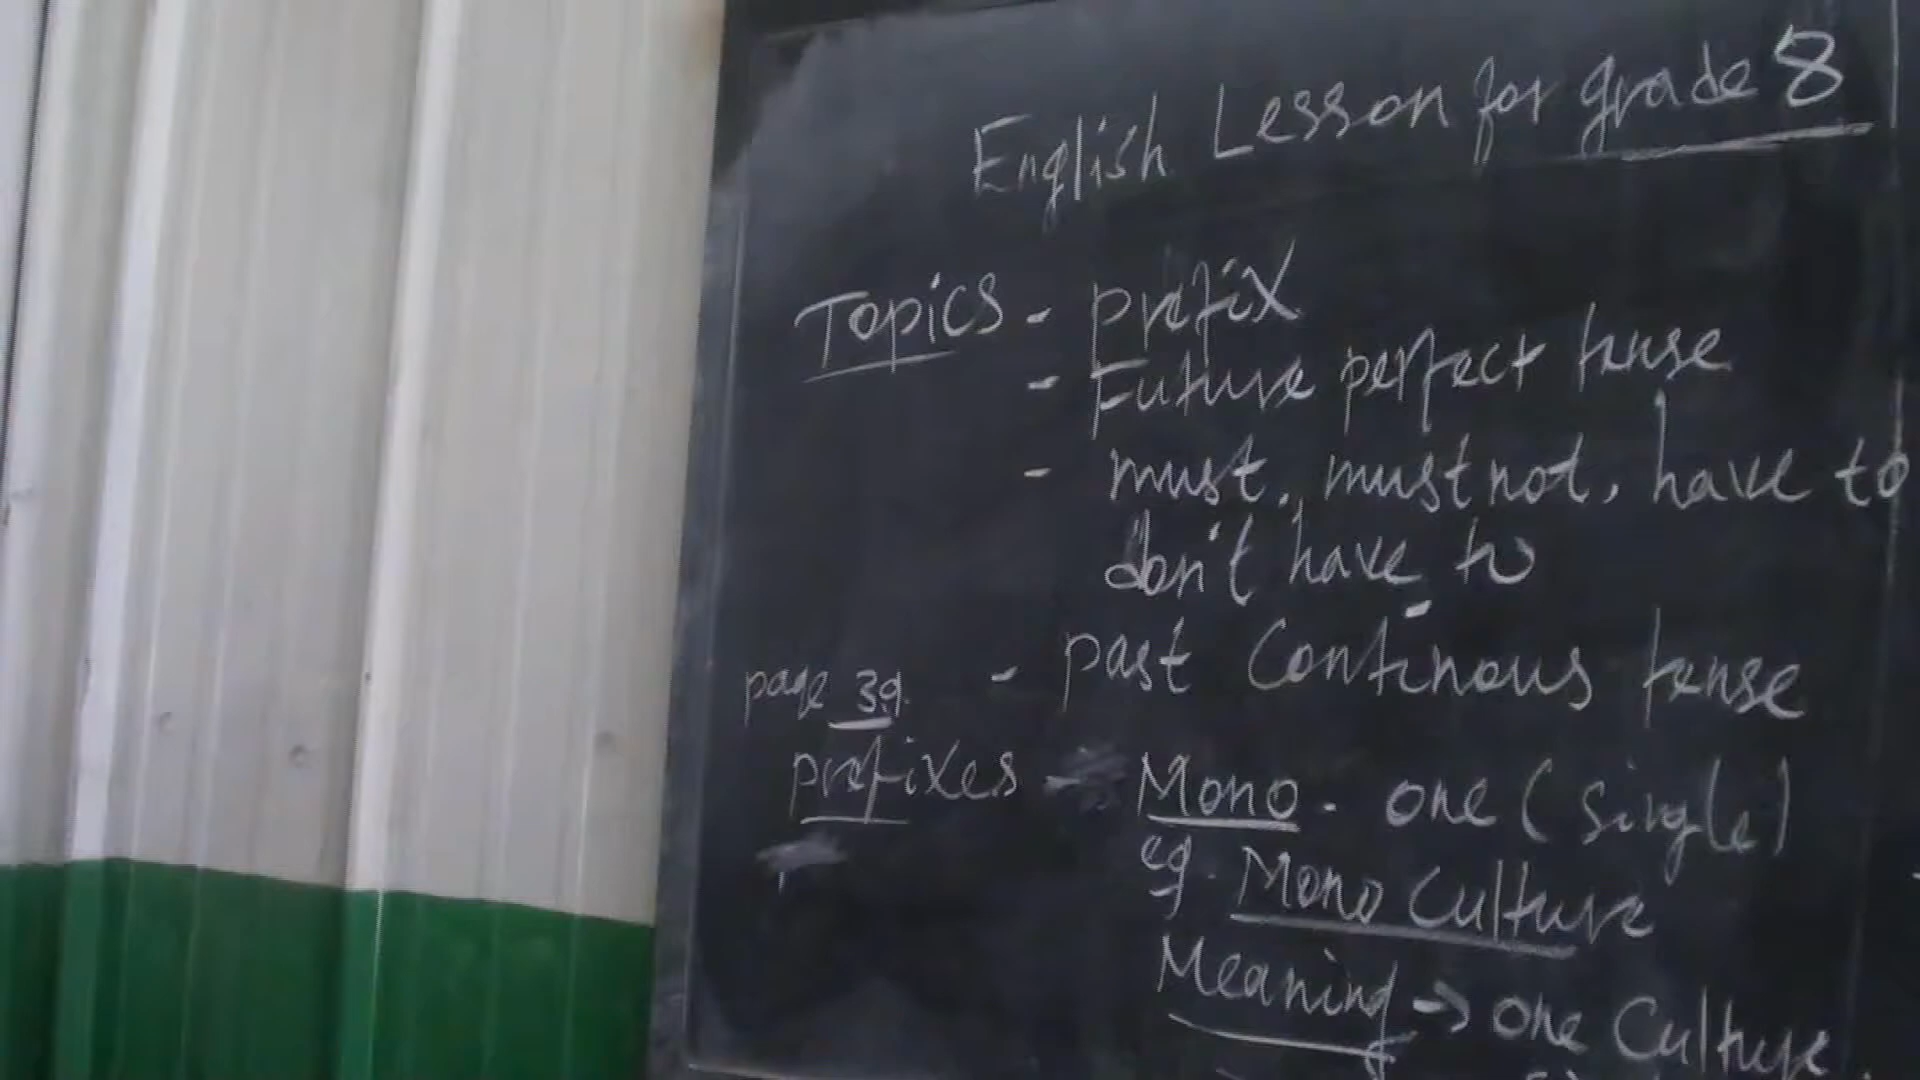 English Lesson for grade 8
Topics - prefix
- Future perfect tense
- must, must not, have to
don't have to
- past Continous tense
page 39
prefixes - Mono - one (single)
eg. Mono Culture
Meaning → one Culture